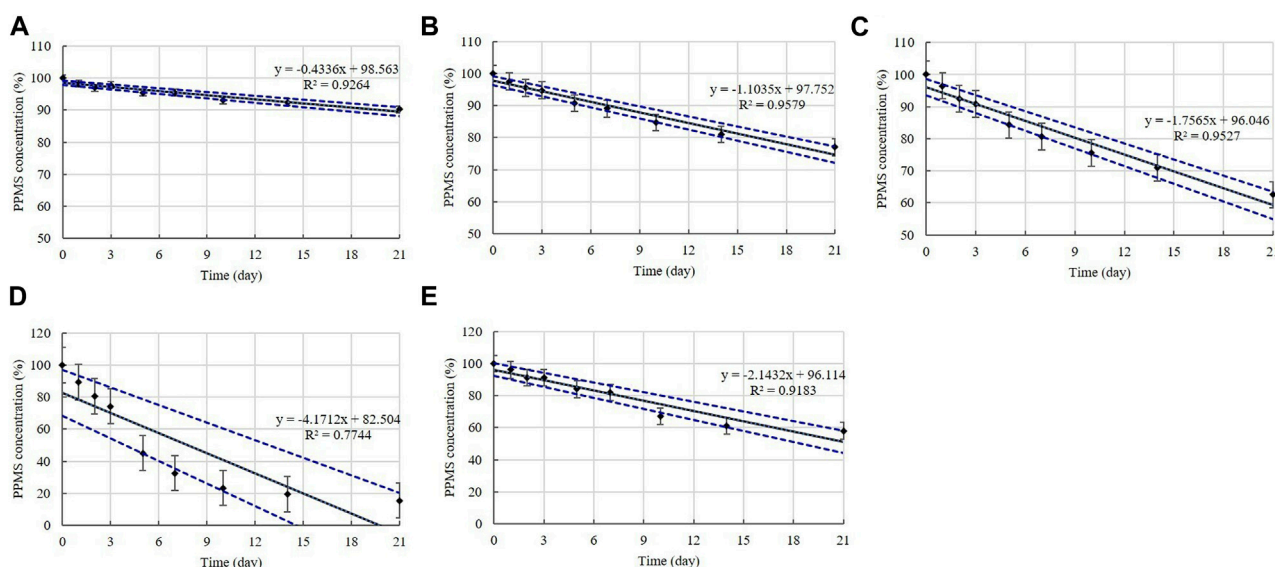 A
PPMS concentration (%)
110
100
90
80
70
60
50
y = -0.4336x + 98.563
R² = 0.9264
0 3 6 9 12 15 18 21
Time (day)
B
PPMS concentration (%)
110
100
90
80
70
60
50
y = -1.1035x + 97.752
R² = 0.9579
0 3 6 9 12 15 18 21
Time (day)
C
PPMS concentration (%)
110
100
90
80
70
60
50
y = -1.7565x + 96.046
R² = 0.9527
0 3 6 9 12 15 18 21
Time (day)
D
PPMS concentration (%)
120
100
80
60
40
20
0
y = -4.1712x + 82.504
R² = 0.7744
0 3 6 9 12 15 18 21
Time (day)
E
PPMS concentration (%)
120
100
80
60
40
20
0
y = -2.1432x + 96.114
R² = 0.9183
0 3 6 9 12 15 18 21
Time (day)